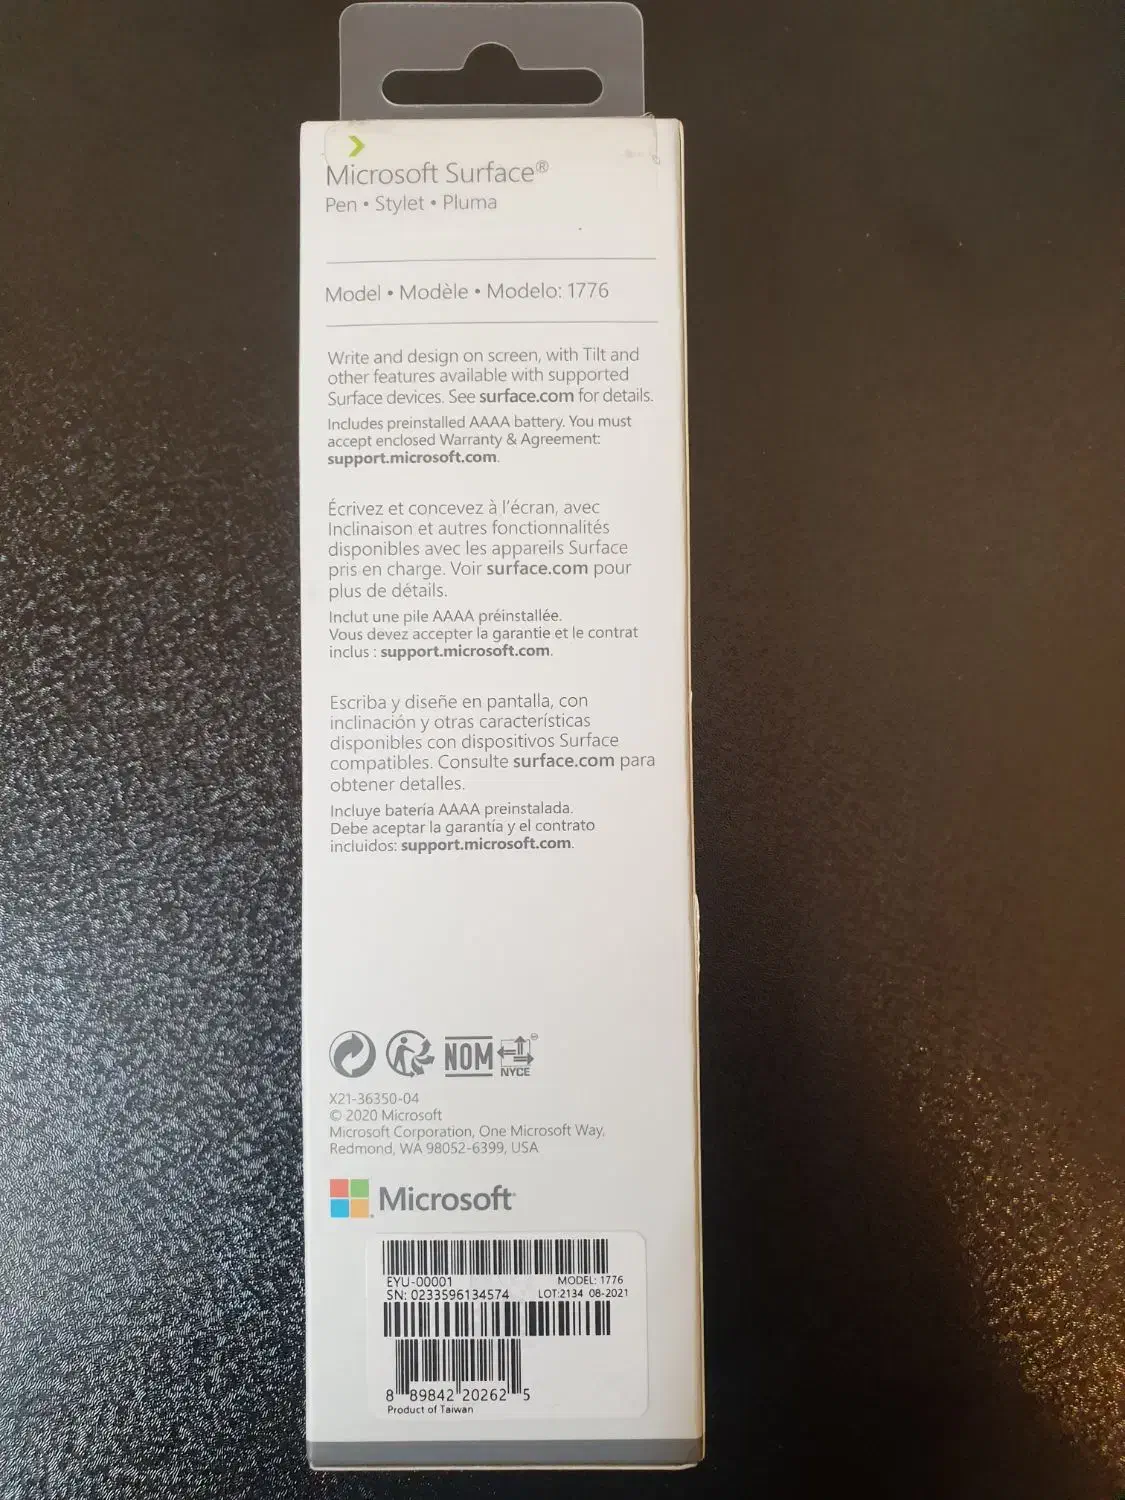 Microsoft Surface®
Pen • Stylet • Pluma
Model • Modèle • Modelo: 1776
Write and design on screen, with Tilt and
other features available with supported
Surface devices. See surface.com for details.
Includes preinstalled AAAA battery. You must
accept enclosed Warranty & Agreement:
support.microsoft.com.
Écrivez et concevez à l'écran, avec
Inclinaison et autres fonctionnalités
disponibles avec les appareils Surface
pris en charge. Voir surface.com pour
plus de détails.
Inclut une pile AAAA préinstallée.
Vous devez accepter la garantie et le contrat
inclus : support.microsoft.com.
Escriba y diseñe en pantalla, con
inclinación y otras características
disponibles con dispositivos Surface
compatibles. Consulte surface.com para
obtener detalles.
Incluye batería AAAA preinstalada.
Debe aceptar la garantía y el contrato
incluidos: support.microsoft.com.
NOM NYCE
X21-36350-04
© 2020 Microsoft
Microsoft Corporation, One Microsoft Way,
Redmond, WA 98052-6399, USA
Microsoft
EYU-00001 MODEL: 1776
SN: 0233596134574 LOT:2134 08-2021
8 89842 20262 5
Product of Taiwan